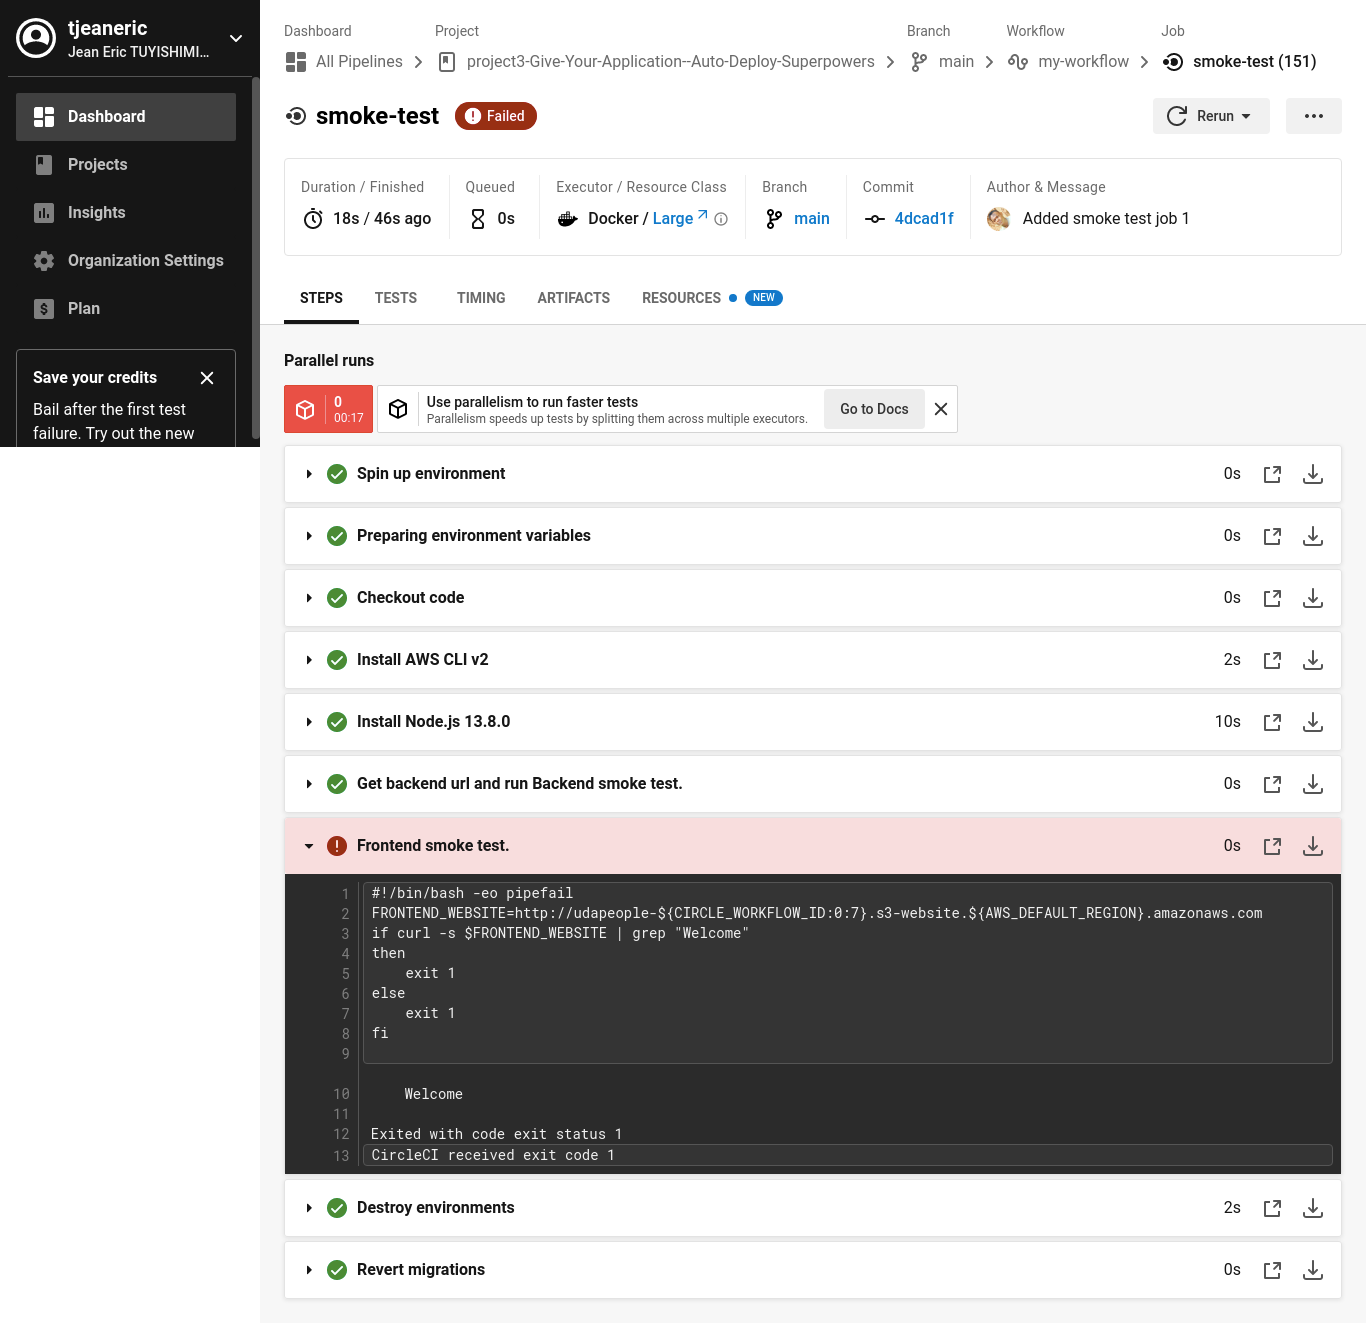 tjeaneric
Jean Eric TUYISHIMI...
Dashboard
Projects
Insights
Organization Settings
Plan
Save your credits
Bail after the first test
failure. Try out the new
Dashboard Project Branch Workflow Job
All Pipelines project3-Give-Your-Application--Auto-Deploy-Superpowers main my-workflow smoke-test (151)
smoke-test Failed Rerun
Duration / Finished Queued Executor / Resource Class Branch Commit Author & Message
18s / 46s ago 0s Docker / Large main 4dcad1f Added smoke test job 1
STEPS TESTS TIMING ARTIFACTS RESOURCES NEW
Parallel runs
0
00:17
Use parallelism to run faster tests
Parallelism speeds up tests by splitting them across multiple executors.
Go to Docs
Spin up environment 0s
Preparing environment variables 0s
Checkout code 0s
Install AWS CLI v2 2s
Install Node.js 13.8.0 10s
Get backend url and run Backend smoke test. 0s
Frontend smoke test. 0s
1 #!/bin/bash -eo pipefail
2 FRONTEND_WEBSITE=http://udapeople-${CIRCLE_WORKFLOW_ID:0:7}.s3-website.${AWS_DEFAULT_REGION}.amazonaws.com
3 if curl -s $FRONTEND_WEBSITE | grep "Welcome"
4 then
5     exit 1
6 else
7     exit 1
8 fi
9
10     Welcome
11
12 Exited with code exit status 1
13 CircleCI received exit code 1
Destroy environments 2s
Revert migrations 0s